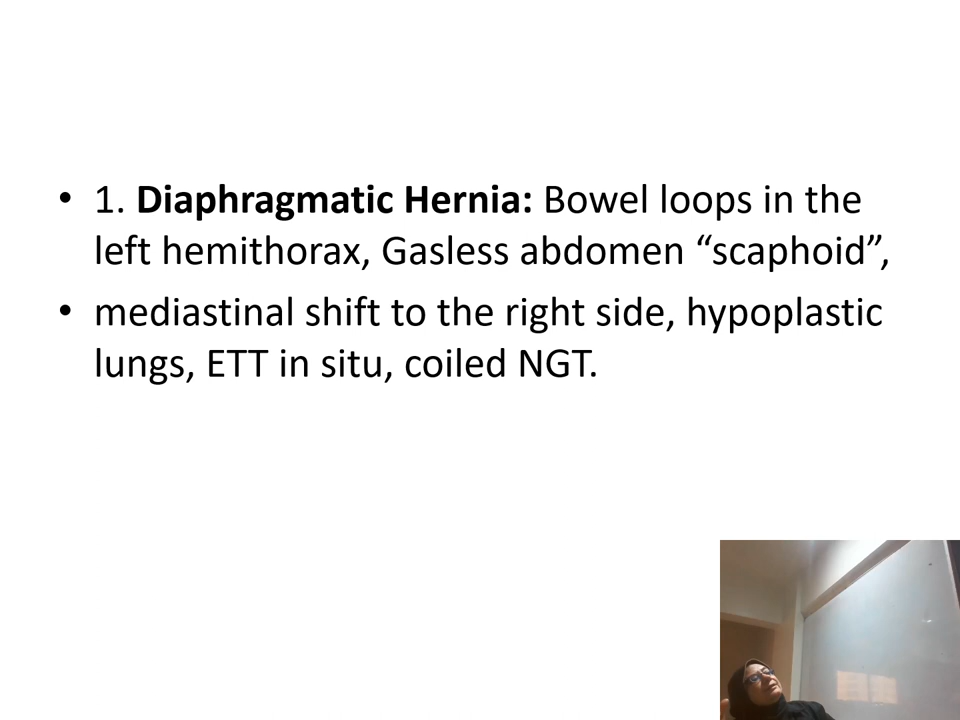 • 1. Diaphragmatic Hernia: Bowel loops in the
left hemithorax, Gasless abdomen “scaphoid”,
• mediastinal shift to the right side, hypoplastic
lungs, ETT in situ, coiled NGT.